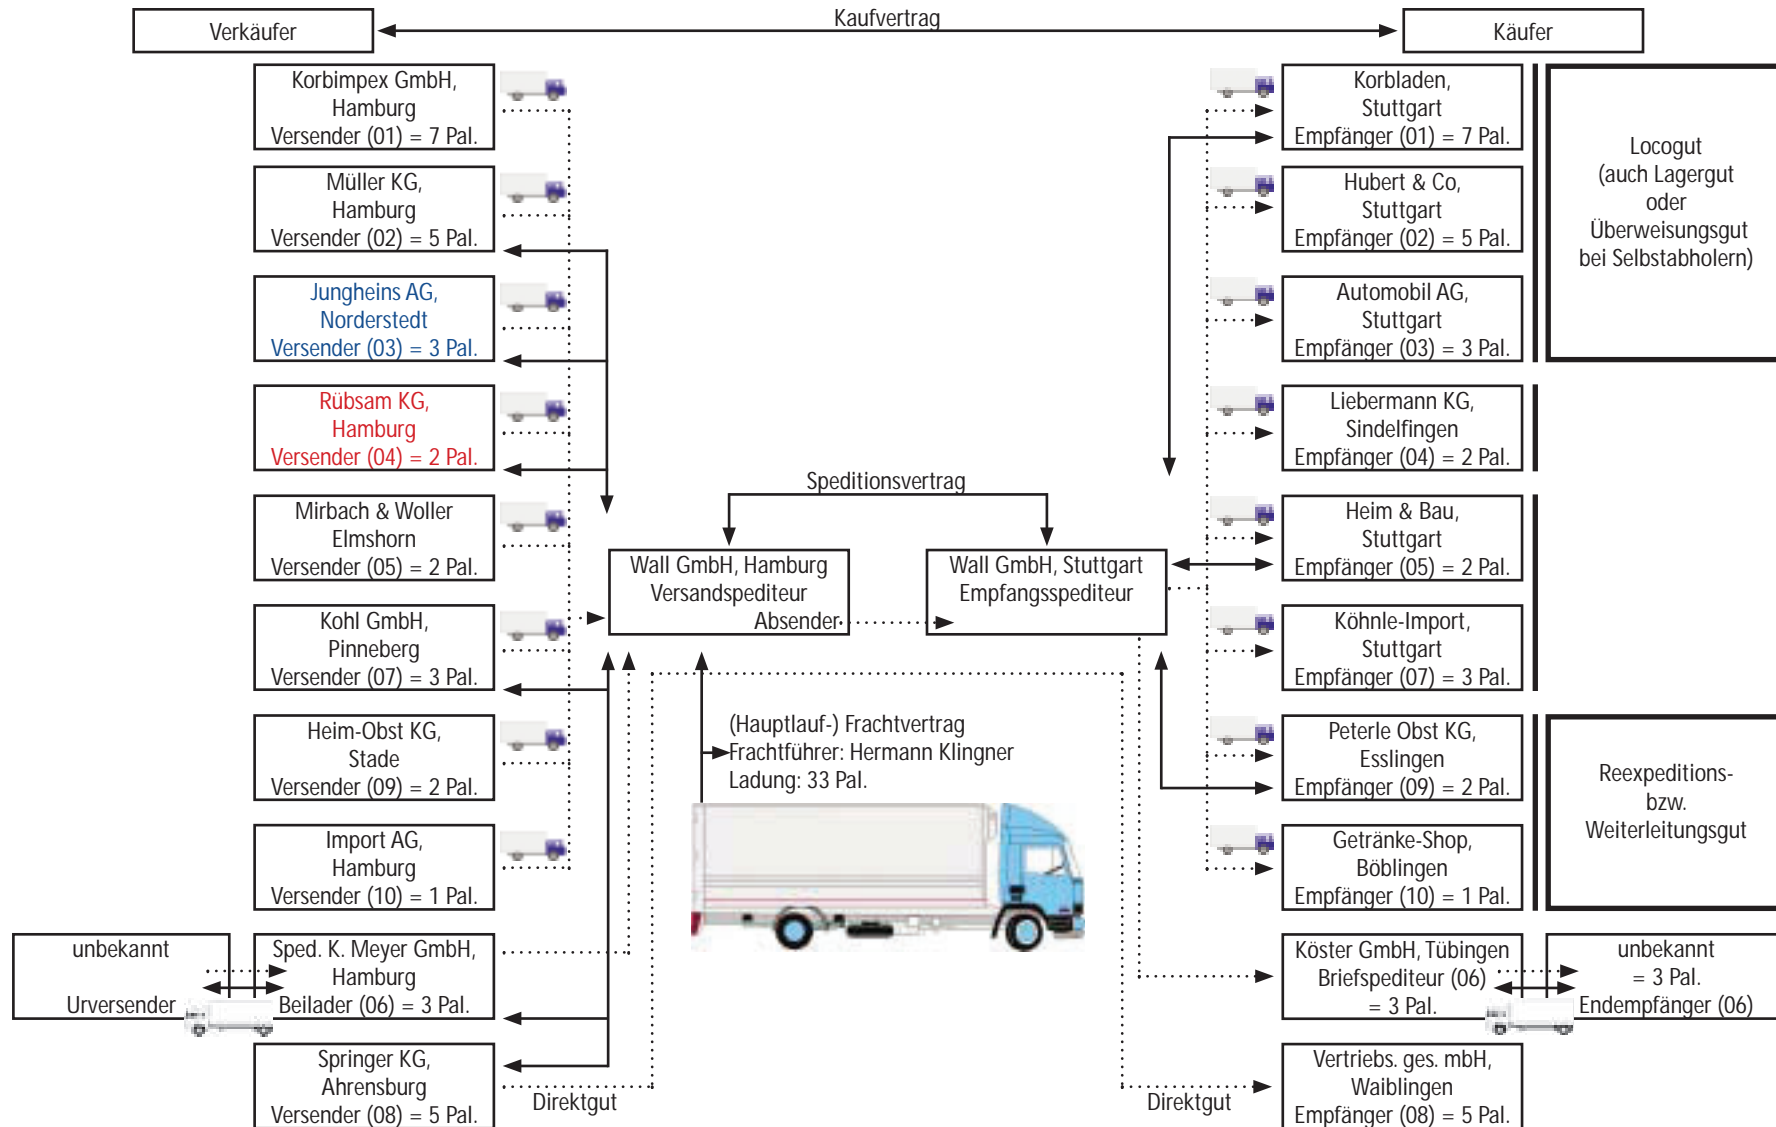 Verkäufer
Kaufvertrag
Käufer
Korbimpex GmbH,
Hamburg
Versender (01) = 7 Pal.
Müller KG,
Hamburg
Versender (02) = 5 Pal.
Jungheins AG,
Norderstedt
Versender (03) = 3 Pal.
Rübsam KG,
Hamburg
Versender (04) = 2 Pal.
Mirbach & Woller
Elmshorn
Versender (05) = 2 Pal.
Kohl GmbH,
Pinneberg
Versender (07) = 3 Pal.
Heim-Obst KG,
Stade
Versender (09) = 2 Pal.
Import AG,
Hamburg
Versender (10) = 1 Pal.
unbekannt
Urversender
Sped. K. Meyer GmbH,
Hamburg
Beilader (06) = 3 Pal.
Springer KG,
Ahrensburg
Versender (08) = 5 Pal.
Direktgut
Speditionsvertrag
Wall GmbH, Hamburg
Versandspediteur
Absender
Wall GmbH, Stuttgart
Empfangsspediteur
(Hauptlauf-) Frachtvertrag
Frachtführer: Hermann Klingner
Ladung: 33 Pal.
Direktgut
Korbladen,
Stuttgart
Empfänger (01) = 7 Pal.
Hubert & Co,
Stuttgart
Empfänger (02) = 5 Pal.
Automobil AG,
Stuttgart
Empfänger (03) = 3 Pal.
Liebermann KG,
Sindelfingen
Empfänger (04) = 2 Pal.
Heim & Bau,
Stuttgart
Empfänger (05) = 2 Pal.
Köhnle-Import,
Stuttgart
Empfänger (07) = 3 Pal.
Peterle Obst KG,
Esslingen
Empfänger (09) = 2 Pal.
Getränke-Shop,
Böblingen
Empfänger (10) = 1 Pal.
Köster GmbH, Tübingen
Briefspediteur (06)
= 3 Pal.
unbekannt
= 3 Pal.
Endempfänger (06)
Vertriebs. ges. mbH,
Waiblingen
Empfänger (08) = 5 Pal.
Locogut
(auch Lagergut
oder
Überweisungsgut
bei Selbstabholern)
Reexpeditions-
bzw.
Weiterleitungsgut